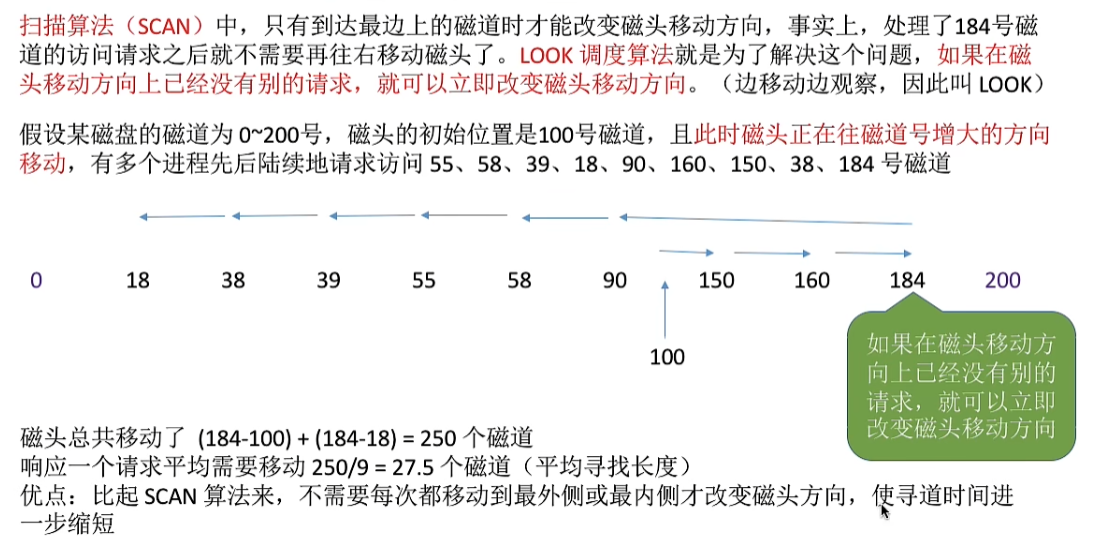 扫描算法（SCAN）中，只有到达最边上的磁道时才能改变磁头移动方向，事实上，处理了184号磁
道的访问请求之后就不需要再往右移动磁头了。LOOK 调度算法就是为了解决这个问题，如果在磁
头移动方向上已经没有别的请求，就可以立即改变磁头移动方向。（边移动边观察，因此叫 LOOK）
假设某磁盘的磁道为 0~200号，磁头的初始位置是100号磁道，且此时磁头正在往磁道号增大的方向
移动，有多个进程先后陆续地请求访问 55、58、39、18、90、160、150、38、184 号磁道
0 18 38 39 55 58 90 150 160 184 200
100
如果在磁头移动方
向上已经没有别的
请求，就可以立即
改变磁头移动方向
磁头总共移动了 (184-100) + (184-18) = 250 个磁道
响应一个请求平均需要移动 250/9 = 27.5 个磁道（平均寻找长度）
优点：比起 SCAN 算法来，不需要每次都移动到最外侧或最内侧才改变磁头方向，使寻道时间进
一步缩短